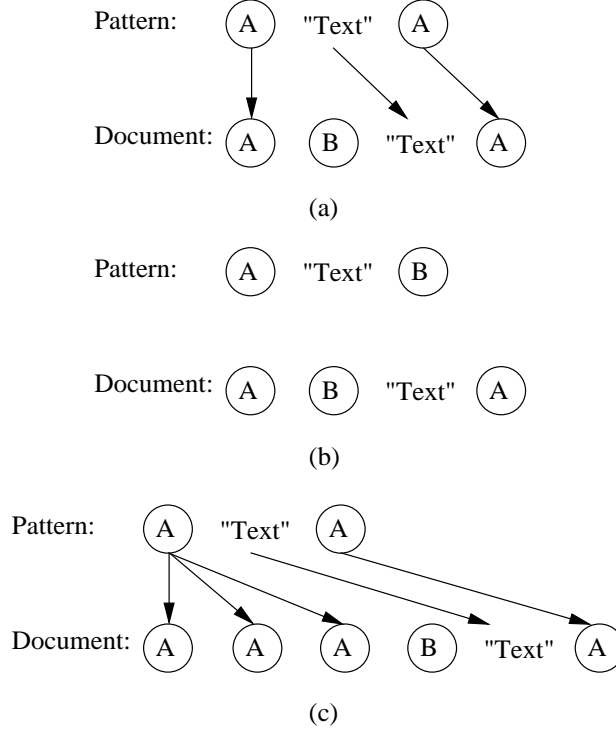 Pattern: A "Text" A
Document: A B "Text" A
(a)
Pattern: A "Text" B
Document: A B "Text" A
(b)
Pattern: A "Text" A
Document: A A A B "Text" A
(c)